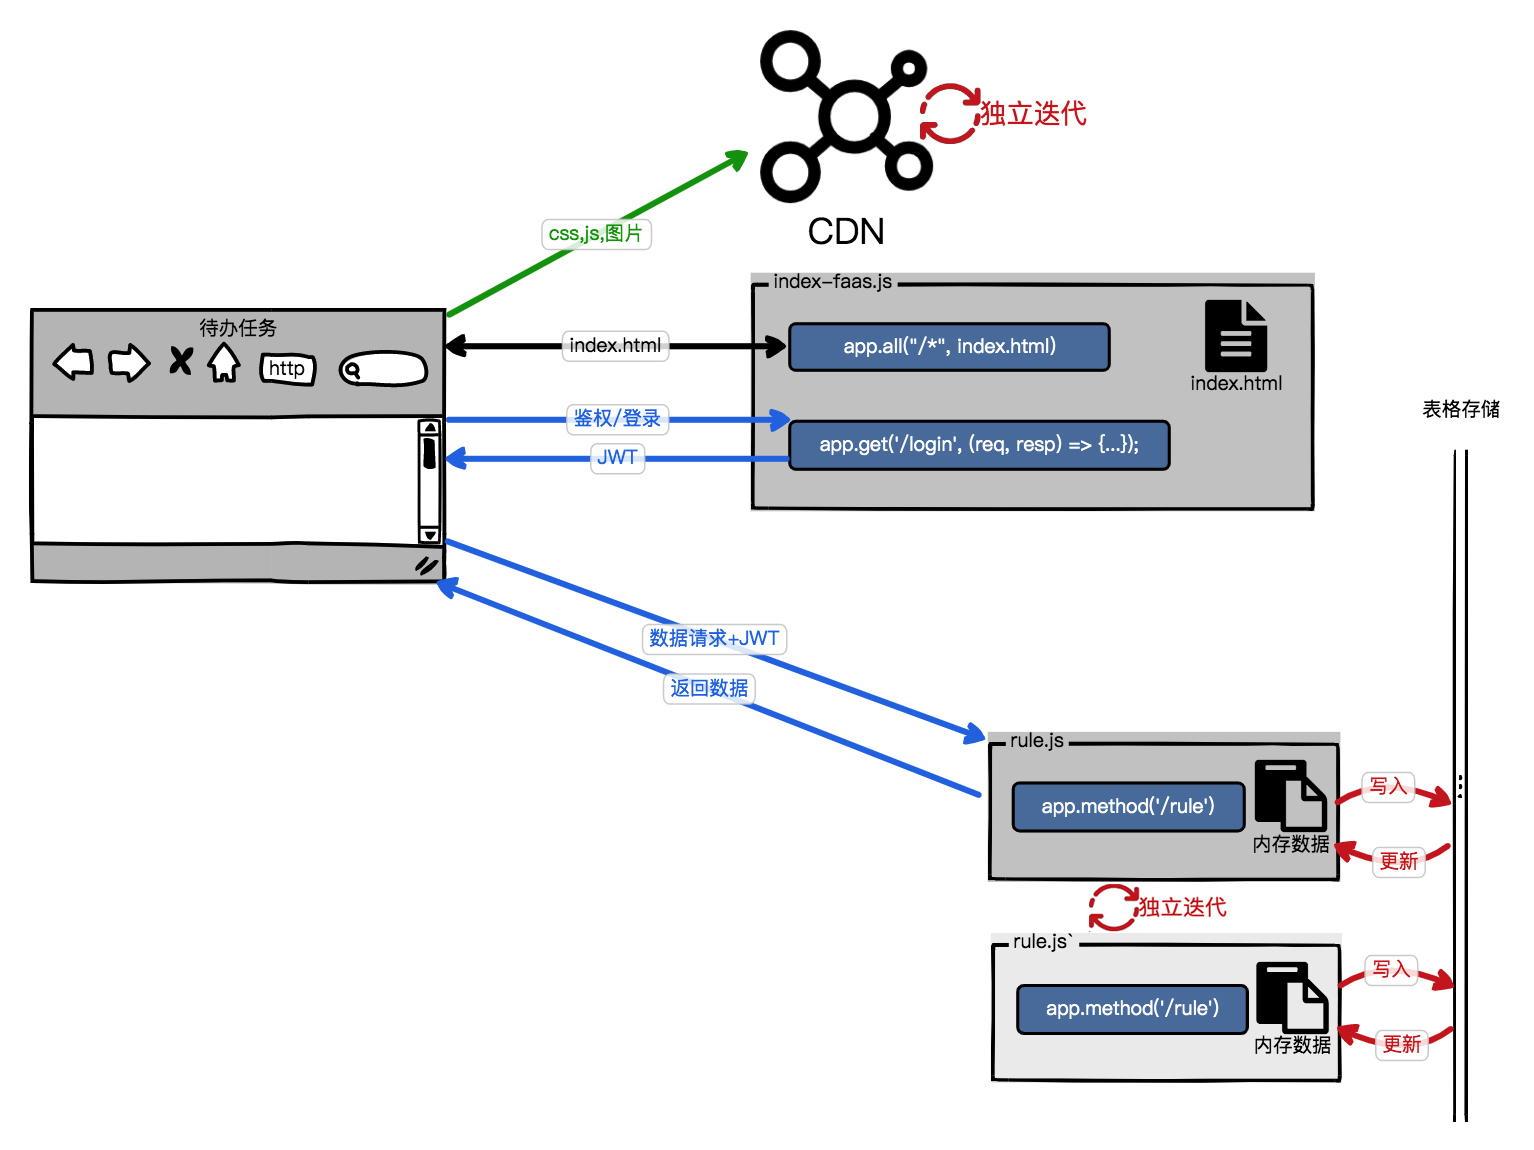 独立迭代
CDN
css,js,图片
index-faas.js
待办任务
http
index.html
app.all("/*", index.html)
index.html
鉴权/登录
app.get('/login', (req, resp) => {...});
JWT
表格存储
数据请求+JWT
返回数据
rule.js
app.method('/rule')
内存数据
写入
更新
独立迭代
rule.js`
app.method('/rule')
内存数据
写入
更新